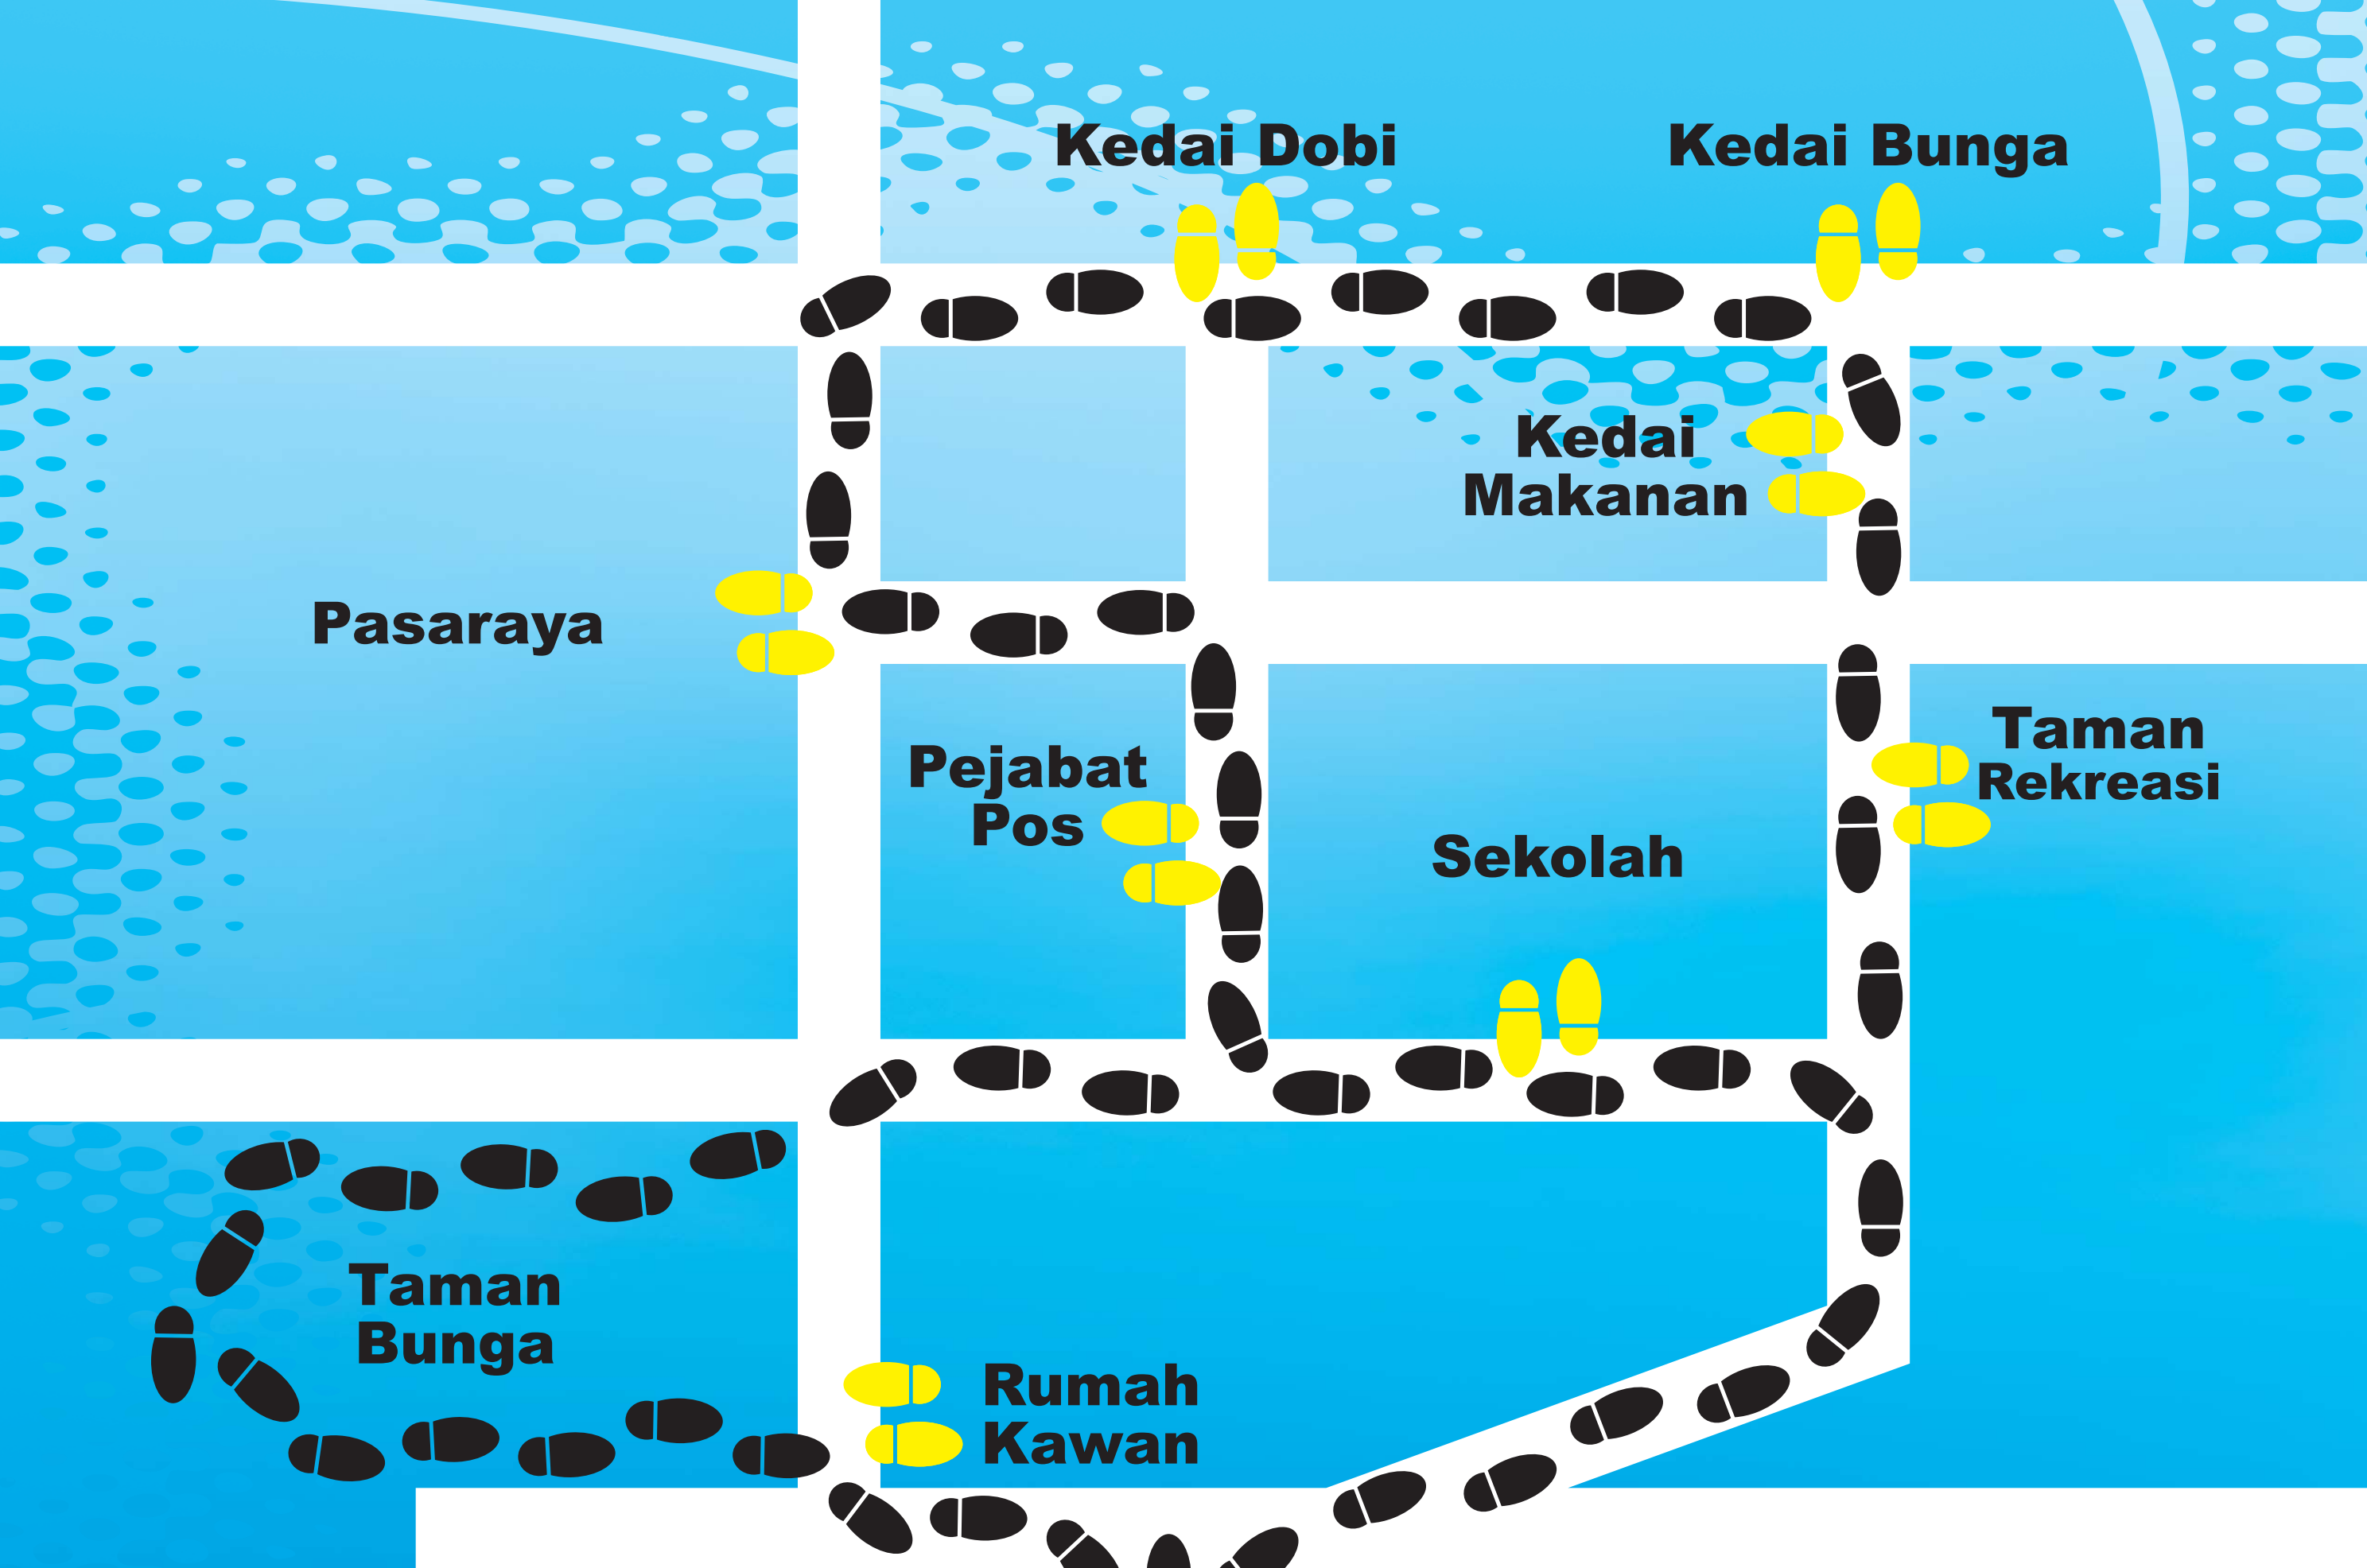 Kedai Dobi
Kedai Bunga
Kedai
Makanan
Pasaraya
Pejabat
Pos
Taman
Rekreasi
Sekolah
Taman
Bunga
Rumah
Kawan